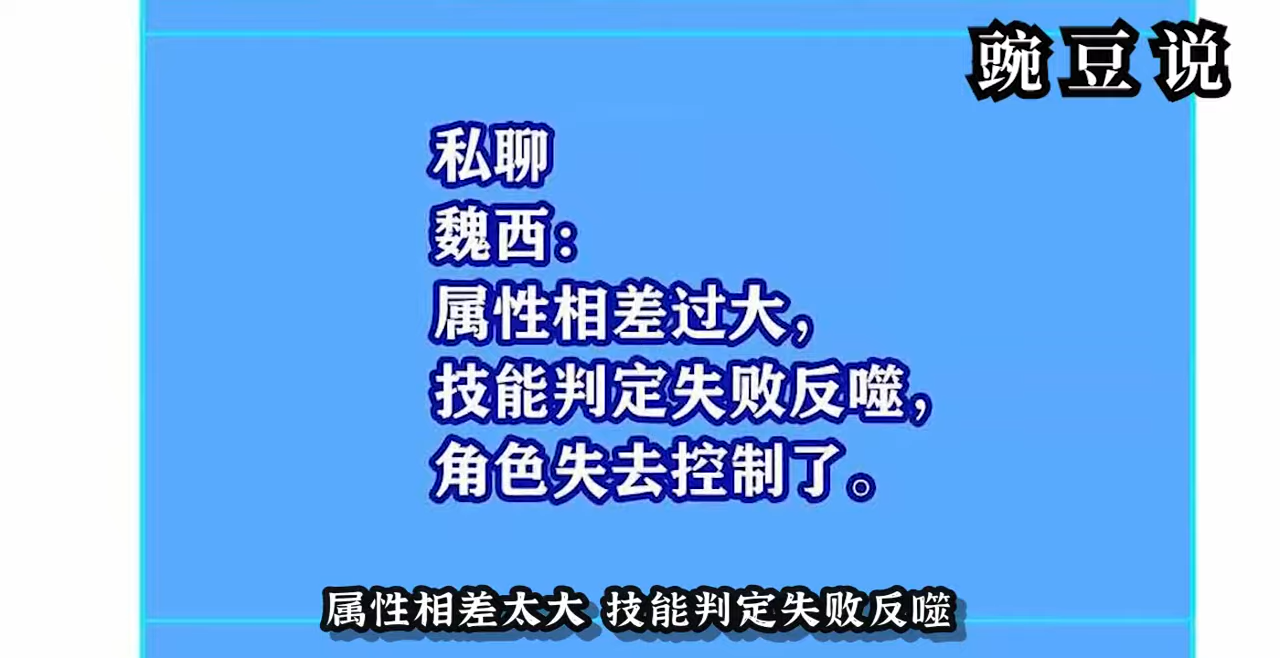 豌豆说
私聊
魏西：
属性相差过大，
技能判定失败反噬，
角色失去控制了。
属性相差太大 技能判定失败反噬